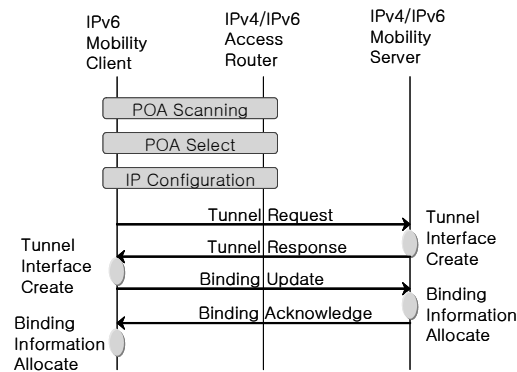 IPv6
Mobility
Client
IPv4/IPv6
Access
Router
IPv4/IPv6
Mobility
Server
POA Scanning
POA Select
IP Configuration
Tunnel Request
Tunnel
Interface
Create
Tunnel Response
Tunnel
Interface
Create
Binding Update
Binding
Information
Allocate
Binding Acknowledge
Binding
Information
Allocate